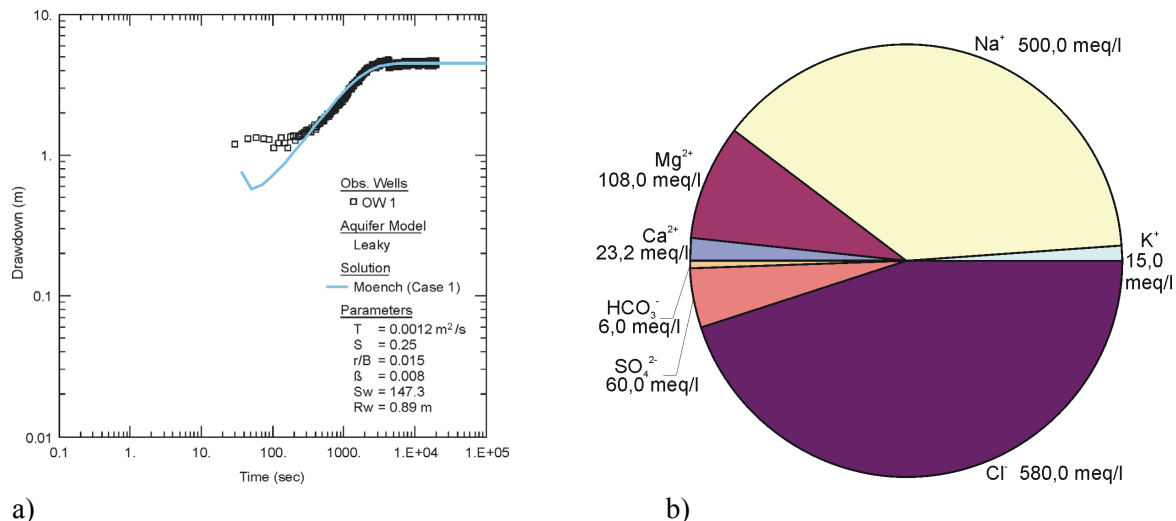 10.
1.
0.1
0.01
Drawdown (m)
0.1
1.
10.
100.
1000.
1.E+04
1.E+05
Time (sec)
Obs. Wells
OW 1
Aquifer Model
Leaky
Solution
Moench (Case 1)
Parameters
T = 0.0012 m²/s
S = 0.25
r/B = 0.015
ß = 0.008
Sw = 147.3
Rw = 0.89 m
a)
Na⁺ 500,0 meq/l
Mg²⁺
108,0 meq/l
Ca²⁺
23,2 meq/l
HCO₃⁻
6,0 meq/l
SO₄²⁻
60,0 meq/l
K⁺
15,0
meq/l
Cl⁻ 580,0 meq/l
b)